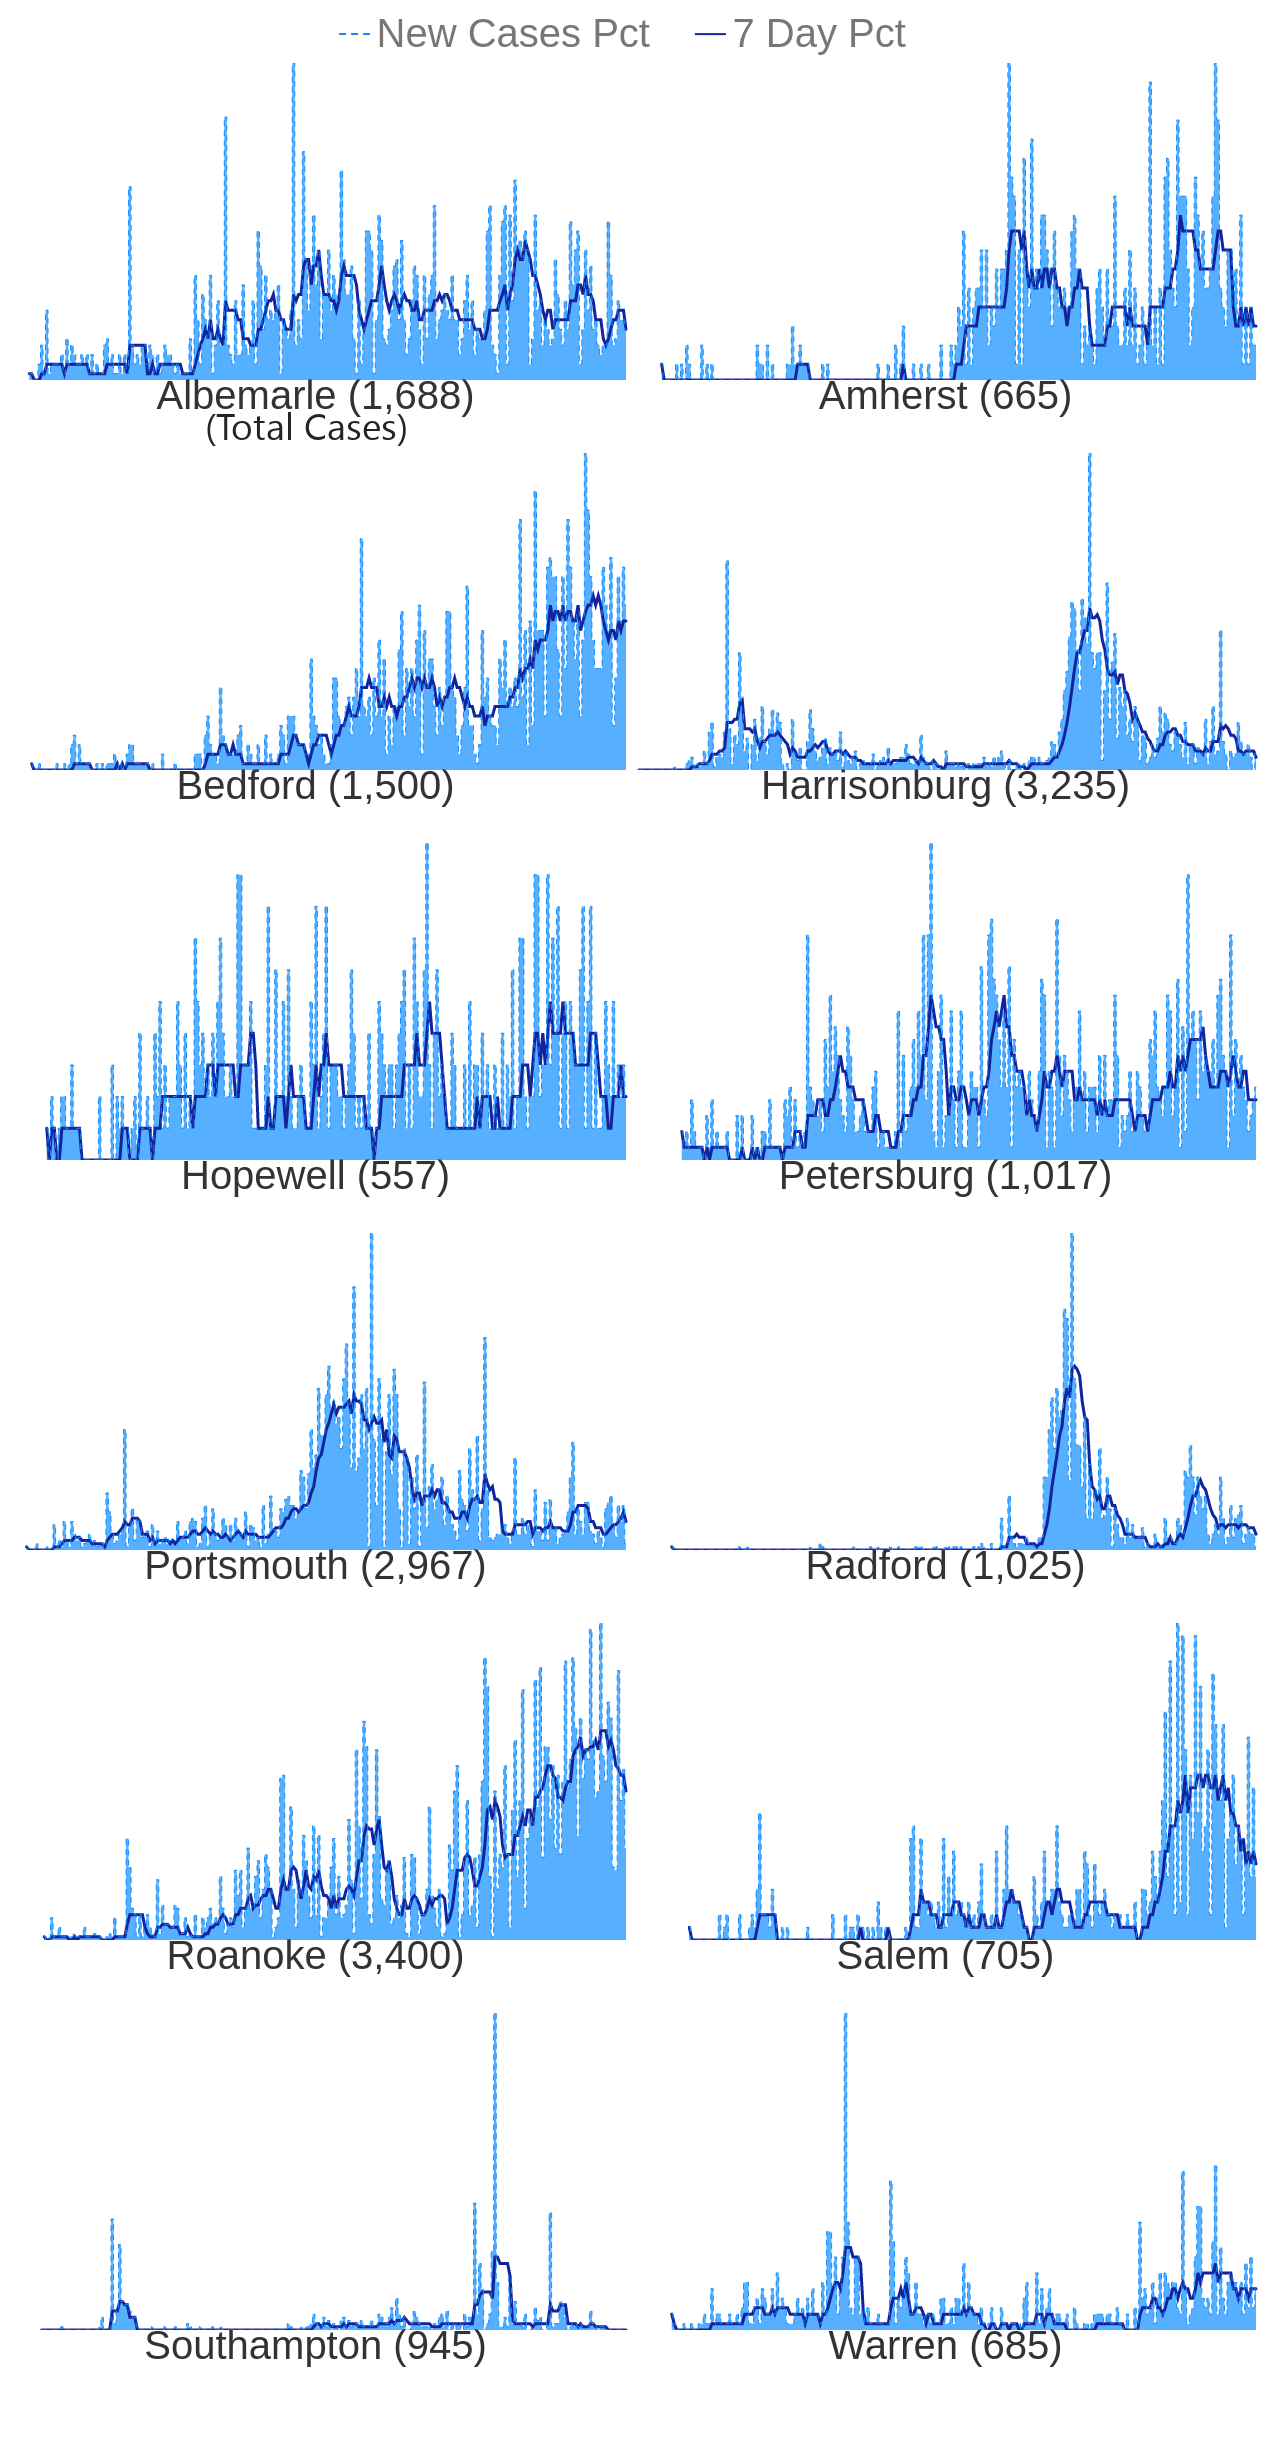 New Cases Pct 7 Day Pct
Albemarle (1,688) Amherst (665)
(Total Cases)
Bedford (1,500) Harrisonburg (3,235)
Hopewell (557) Petersburg (1,017)
Portsmouth (2,967) Radford (1,025)
Roanoke (3,400) Salem (705)
Southampton (945) Warren (685)